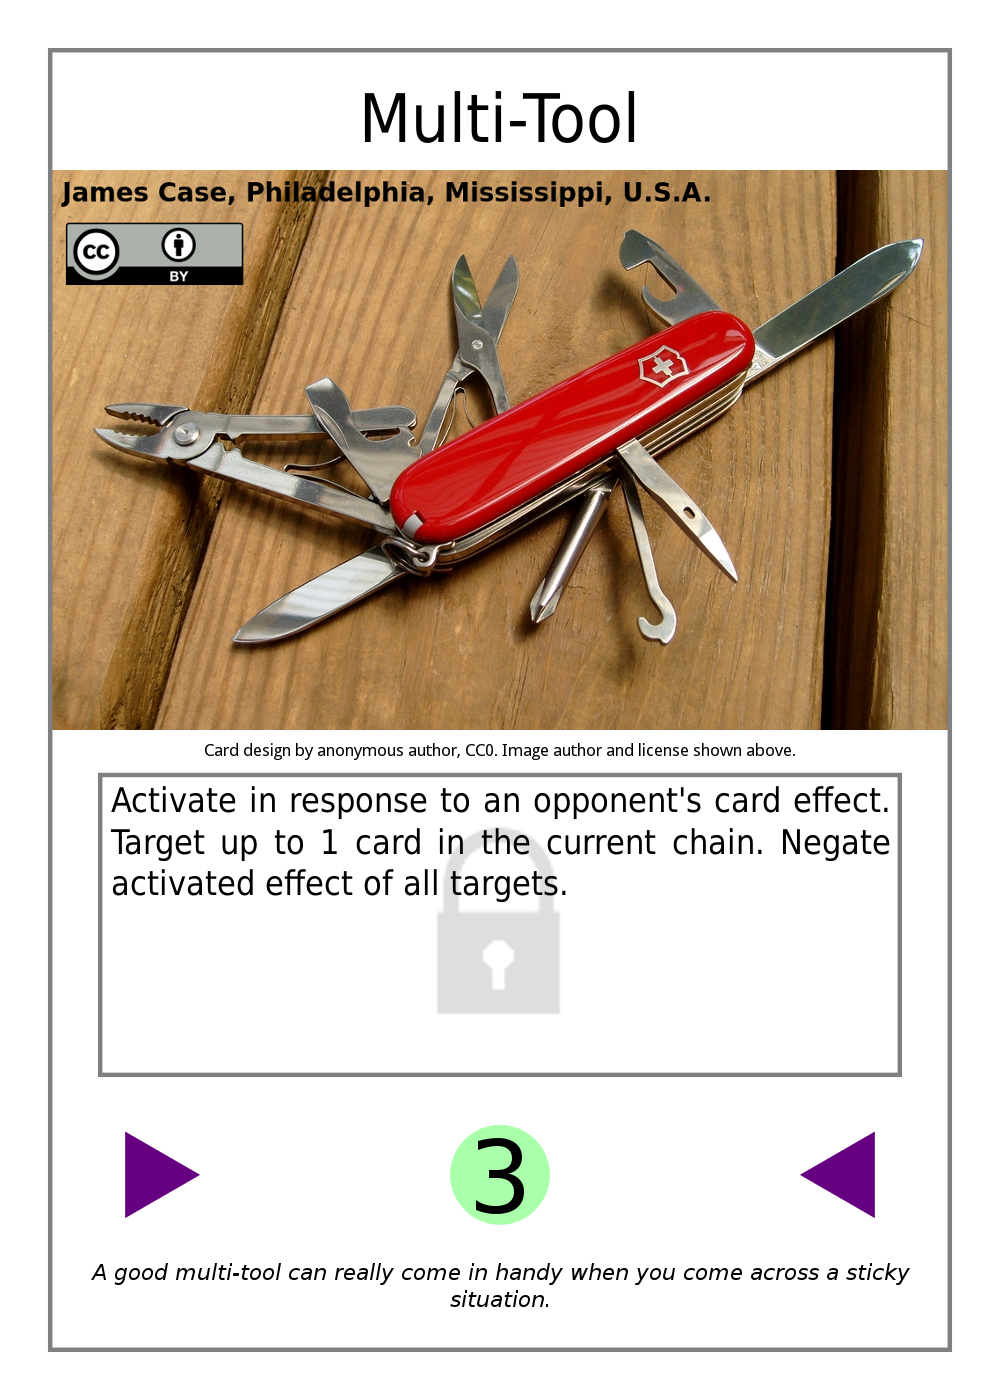 Multi-Tool
James Case, Philadelphia, Mississippi, U.S.A.
cc
BY
Card design by anonymous author, CC0. Image author and license shown above.
Activate in response to an opponent's card effect.
Target up to 1 card in the current chain. Negate
activated effect of all targets.
3
A good multi-tool can really come in handy when you come across a sticky
situation.